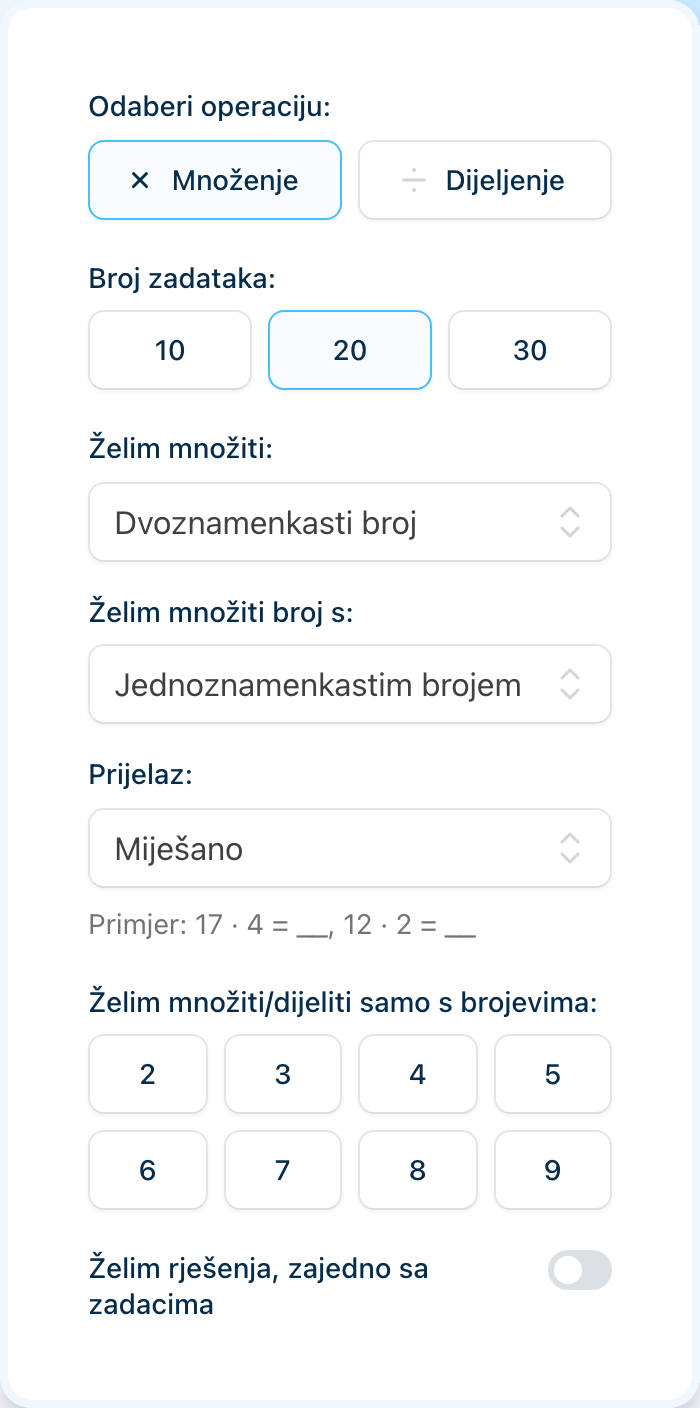 Odaberi operaciju:
× Množenje ÷ Dijeljenje
Broj zadataka:
10 20 30
Želim množiti:
Dvoznamenkasti broj
Želim množiti broj s:
Jednoznamenkastim brojem
Prijelaz:
Miješano
Primjer: 17 · 4 = __, 12 · 2 = __
Želim množiti/dijeliti samo s brojevima:
2 3 4 5
6 7 8 9
Želim rješenja, zajedno sa
zadacima